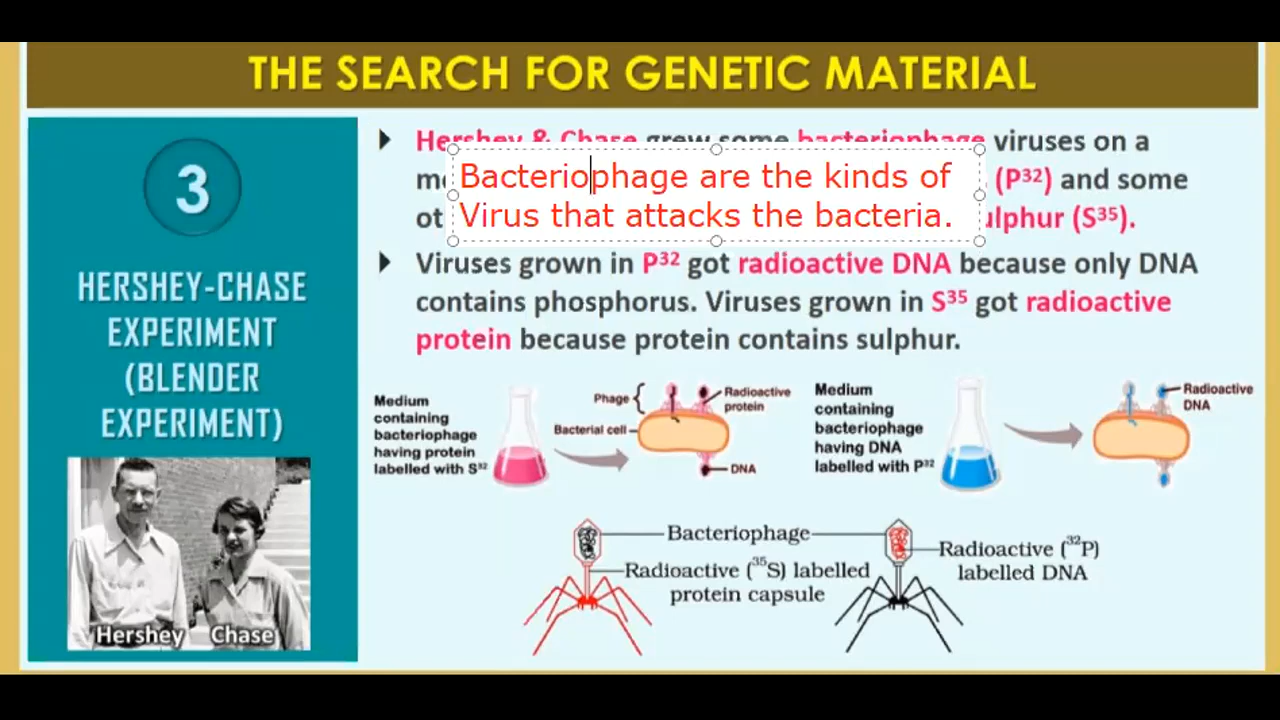 THE SEARCH FOR GENETIC MATERIAL
3
HERSHEY-CHASE
EXPERIMENT
(BLENDER
EXPERIMENT)
Hershey Chase
Hershey & Chase grew some bacteriophage viruses on a
(P³²) and some
sulphur (S³⁵).
Bacteriophage are the kinds of
Virus that attacks the bacteria.
Viruses grown in P³² got radioactive DNA because only DNA
contains phosphorus. Viruses grown in S³⁵ got radioactive
protein because protein contains sulphur.
Medium
containing
bacteriophage
having protein
labelled with S³²
Phage
Radioactive
protein
Bacterial cell
DNA
Medium
containing
bacteriophage
having DNA
labelled with P³²
Radioactive
DNA
Bacteriophage
Radioactive (³⁵S) labelled
protein capsule
Radioactive (³²P)
labelled DNA